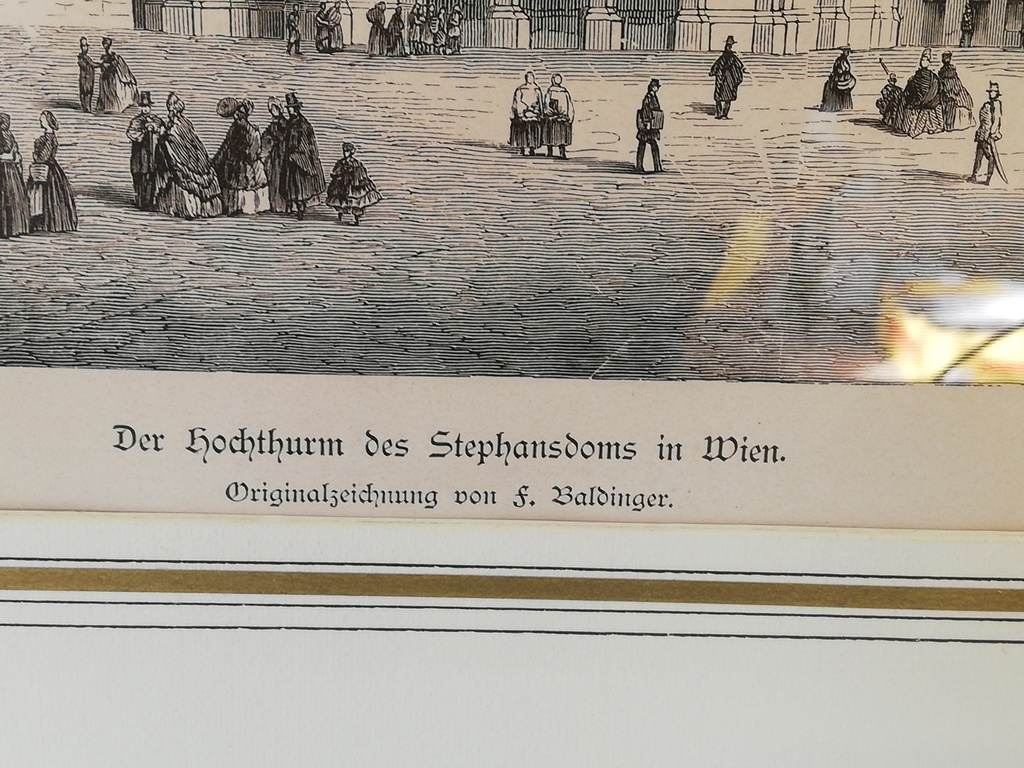 Der Hochthurm des Stephansdoms in Wien.
Originalzeichnung von F. Baldinger.